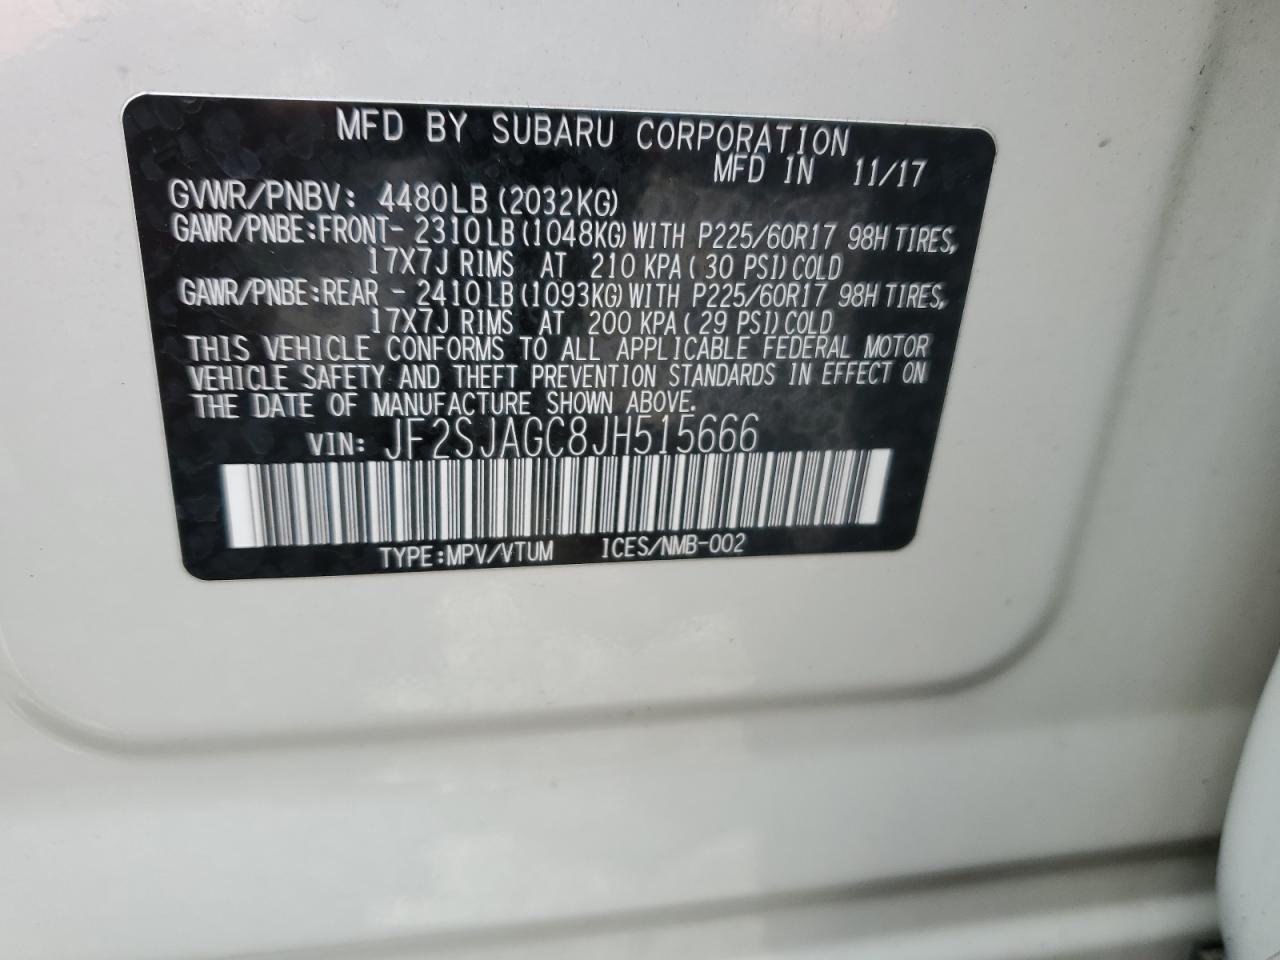 MFD BY SUBARU CORPORATION
MFD IN 11/17
GVWR/PNBV: 4480LB (2032KG)
GAWR/PNBE:FRONT- 2310LB (1048KG) WITH P225/60R17 98H TIRES,
17X7J RIMS AT 210 KPA ( 30 PSI) COLD
GAWR/PNBE:REAR - 2410LB (1093KG) WITH P225/60R17 98H TIRES,
17X7J RIMS AT 200 KPA ( 29 PSI) COLD
THIS VEHICLE CONFORMS TO ALL APPLICABLE FEDERAL MOTOR
VEHICLE SAFETY AND THEFT PREVENTION STANDARDS IN EFFECT ON
THE DATE OF MANUFACTURE SHOWN ABOVE.
VIN: JF2SJAGC8JH515666
TYPE:MPV/VTUM ICES/NMB-002